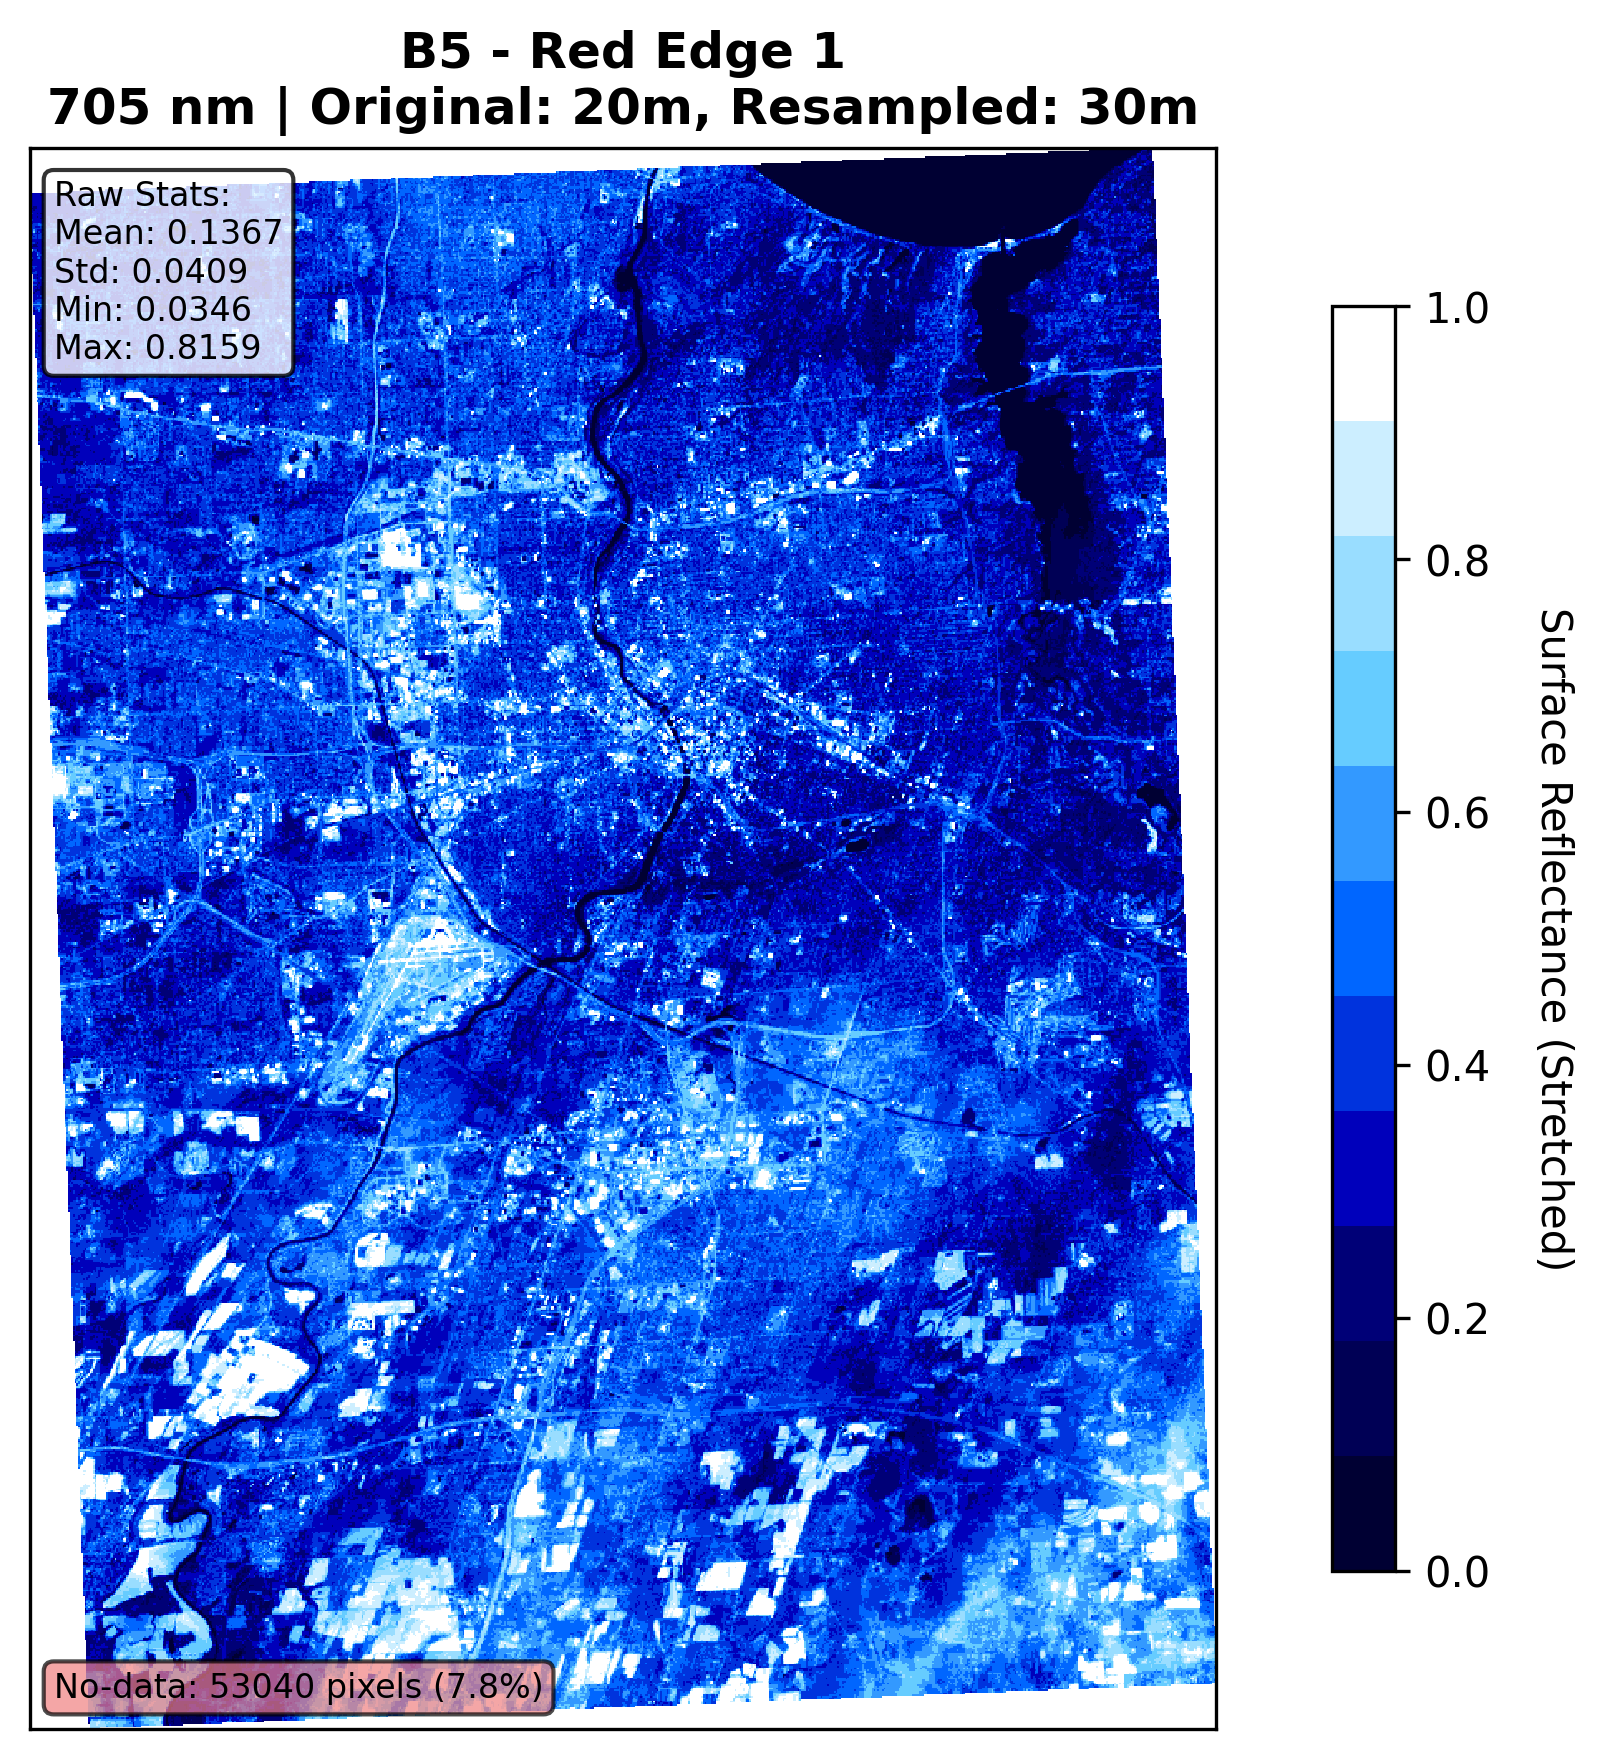 B5 - Red Edge 1
705 nm | Original: 20m, Resampled: 30m
Raw Stats:
Mean: 0.1367
Std: 0.0409
Min: 0.0346
Max: 0.8159
No-data: 53040 pixels (7.8%)
1.0
0.8
0.6
0.4
0.2
0.0
Surface Reflectance (Stretched)